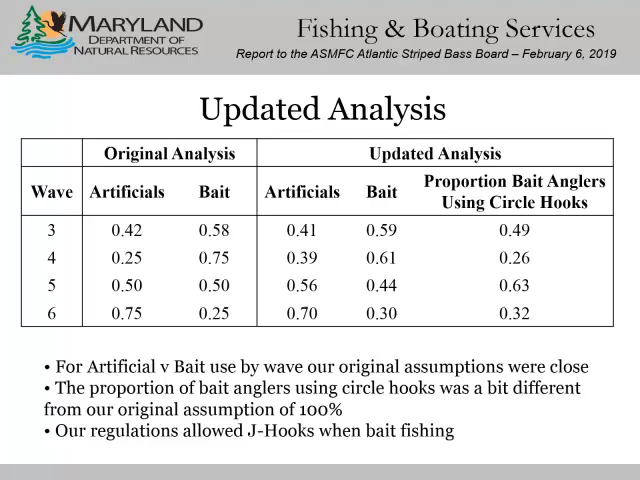 MARYLAND
DEPARTMENT OF
NATURAL RESOURCES
Fishing & Boating Services
Report to the ASMFC Atlantic Striped Bass Board – February 6, 2019
Updated Analysis
Original Analysis Updated Analysis
Wave Artificials Bait Artificials Bait Proportion Bait Anglers
Using Circle Hooks
3 0.42 0.58 0.41 0.59 0.49
4 0.25 0.75 0.39 0.61 0.26
5 0.50 0.50 0.56 0.44 0.63
6 0.75 0.25 0.70 0.30 0.32
• For Artificial v Bait use by wave our original assumptions were close
• The proportion of bait anglers using circle hooks was a bit different
from our original assumption of 100%
• Our regulations allowed J-Hooks when bait fishing